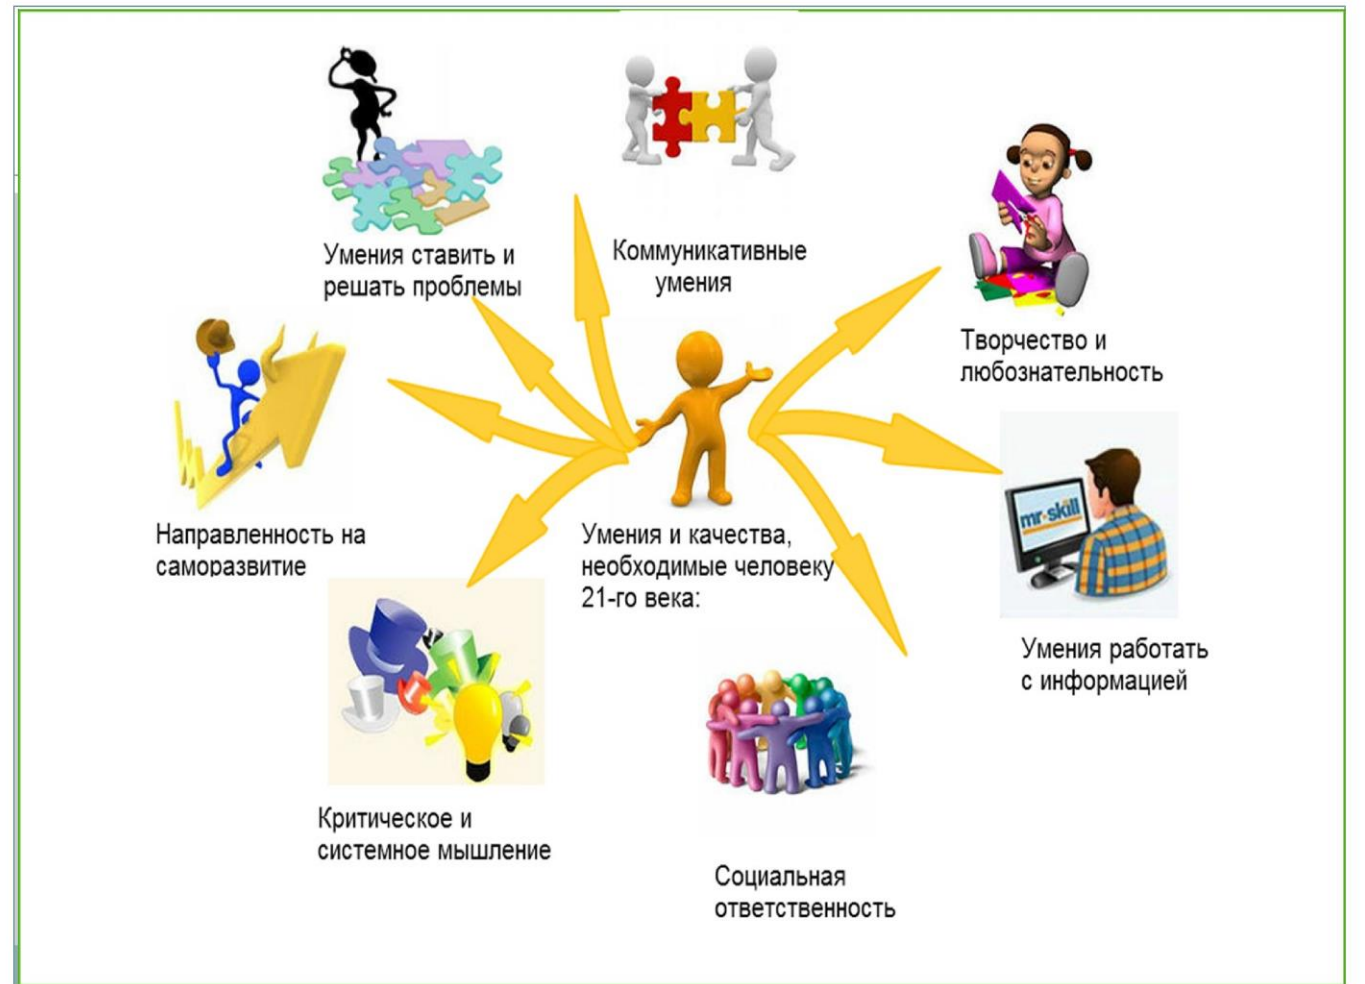 Умения ставить и
решать проблемы
Коммуникативные
умения
Творчество и
любознательность
mr-skill
Направленность на
саморазвитие
Умения и качества,
необходимые человеку
21-го века:
Умения работать
с информацией
Критическое и
системное мышление
Социальная
ответственность